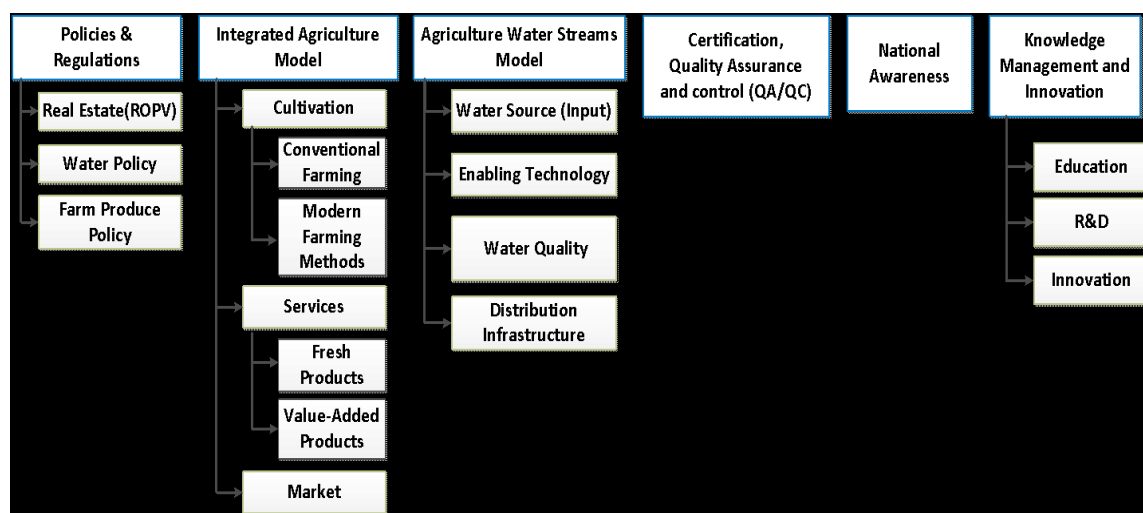 Policies &
Regulations
Real Estate(ROPV)
Water Policy
Farm Produce
Policy
Integrated Agriculture
Model
Cultivation
Conventional
Farming
Modern
Farming
Methods
Services
Fresh
Products
Value-Added
Products
Market
Agriculture Water Streams
Model
Water Source (Input)
Enabling Technology
Water Quality
Distribution
Infrastructure
Certification,
Quality Assurance
and control (QA/QC)
National
Awareness
Knowledge
Management and
Innovation
Education
R&D
Innovation